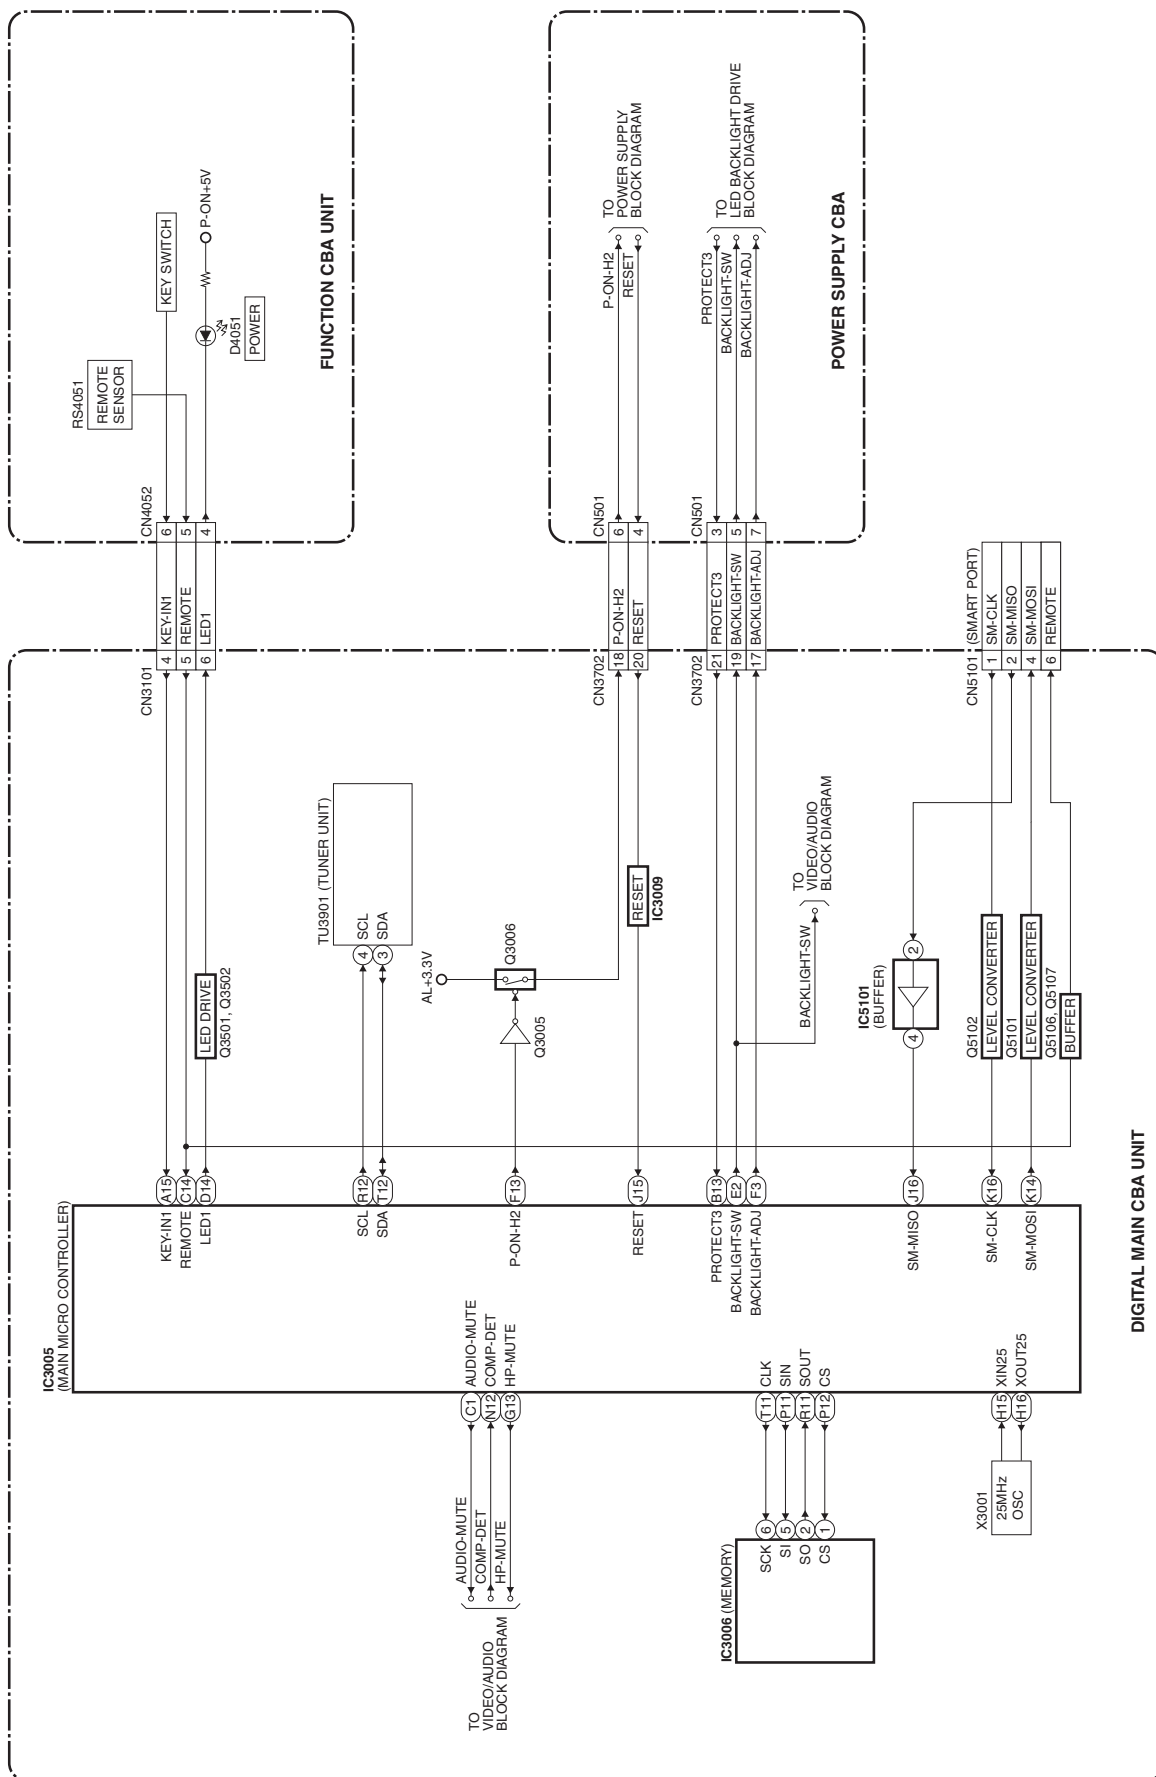 IC3005
(MAIN MICRO CONTROLLER)
KEY-IN1 A15
REMOTE C14
LED1 D14
SCL R12
SDA T12
P-ON-H2 F13
RESET J15
PROTECT3 B13
BACKLIGHT-SW E2
BACKLIGHT-ADJ F3
SM-MISO J16
SM-CLK K16
SM-MOSI K14
C1 AUDIO-MUTE
N12 COMP-DET
G13 HP-MUTE
T11 CLK
P11 SIN
R11 SOUT
P12 CS
H15 XIN25
H16 XOUT25
AUDIO-MUTE
COMP-DET
HP-MUTE
TO
VIDEO/AUDIO
BLOCK DIAGRAM
IC3006 (MEMORY)
SCK 6
SI 5
SO 2
CS 1
X3001
25MHz
OSC
LED DRIVE
Q3501, Q3502
TU3901 (TUNER UNIT)
4 SCL
3 SDA
AL+3.3V
Q3006
Q3005
RESET
IC3009
BACKLIGHT-SW
TO
VIDEO/AUDIO
BLOCK DIAGRAM
IC5101
(BUFFER)
4
2
Q5102
LEVEL CONVERTER
Q5101
LEVEL CONVERTER
Q5106, Q5107
BUFFER
DIGITAL MAIN CBA UNIT
CN3101
CN4052
4 KEY-IN1 6
5 REMOTE 5
6 LED1 4
CN3702
CN501
18 P-ON-H2 6
20 RESET 4
CN3702
CN501
21 PROTECT3 3
19 BACKLIGHT-SW 5
17 BACKLIGHT-ADJ 7
CN5101 (SMART PORT)
1 SM-CLK
2 SM-MISO
4 SM-MOSI
6 REMOTE
RS4051
REMOTE
SENSOR
KEY SWITCH
P-ON+5V
D4051
POWER
FUNCTION CBA UNIT
P-ON-H2
RESET
TO
POWER SUPPLY
BLOCK DIAGRAM
PROTECT3
BACKLIGHT-SW
BACKLIGHT-ADJ
TO
LED BACKLIGHT DRIVE
BLOCK DIAGRAM
POWER SUPPLY CBA